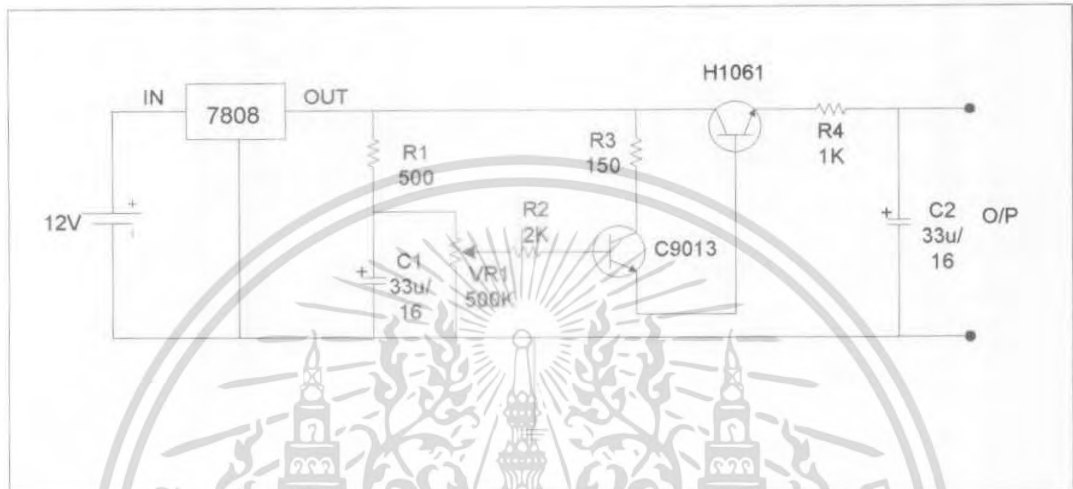 H1061
IN
7808
OUT
R1
500
R3
150
R4
1K
12V
+
-
+
C1
33u/
16
VR1
500K
R2
2K
C9013
+
C2
33u/
16
O/P